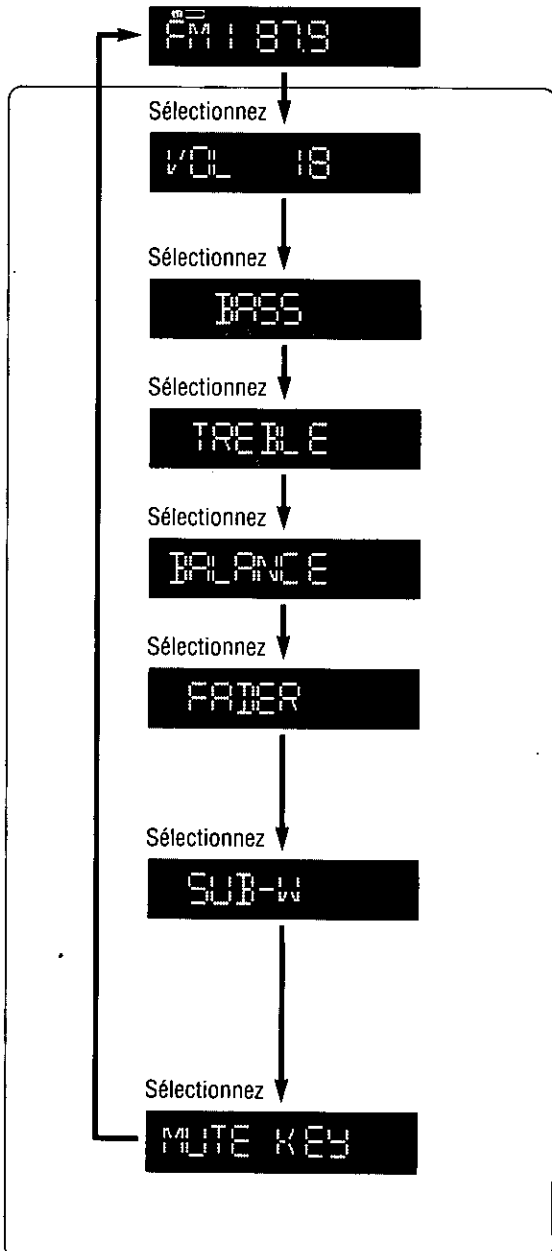 FM1 87.9
Sélectionnez
VOL 18
Sélectionnez
BASS
Sélectionnez
TREBLE
Sélectionnez
BALANCE
Sélectionnez
FADER
Sélectionnez
SUB-W
Sélectionnez
MUTE KEY